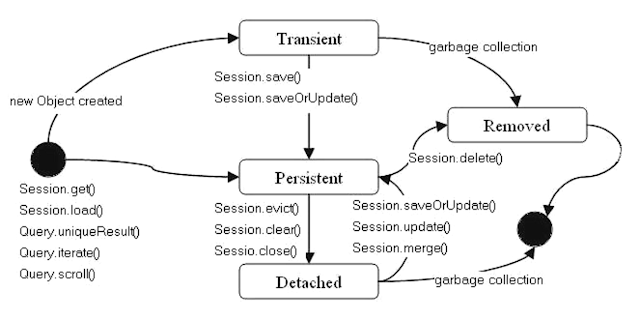 Transient
garbage collection
Session.save()
Session.saveOrUpdate()
new Object created
Removed
Session.delete()
Persistent
Session.get()
Session.load()
Query.uniqueResult()
Query.iterate()
Query.scroll()
Session.evict()
Session.clear()
Sessio.close()
Session.saveOrUpdate()
Session.update()
Session.merge()
Detached
garbage collection